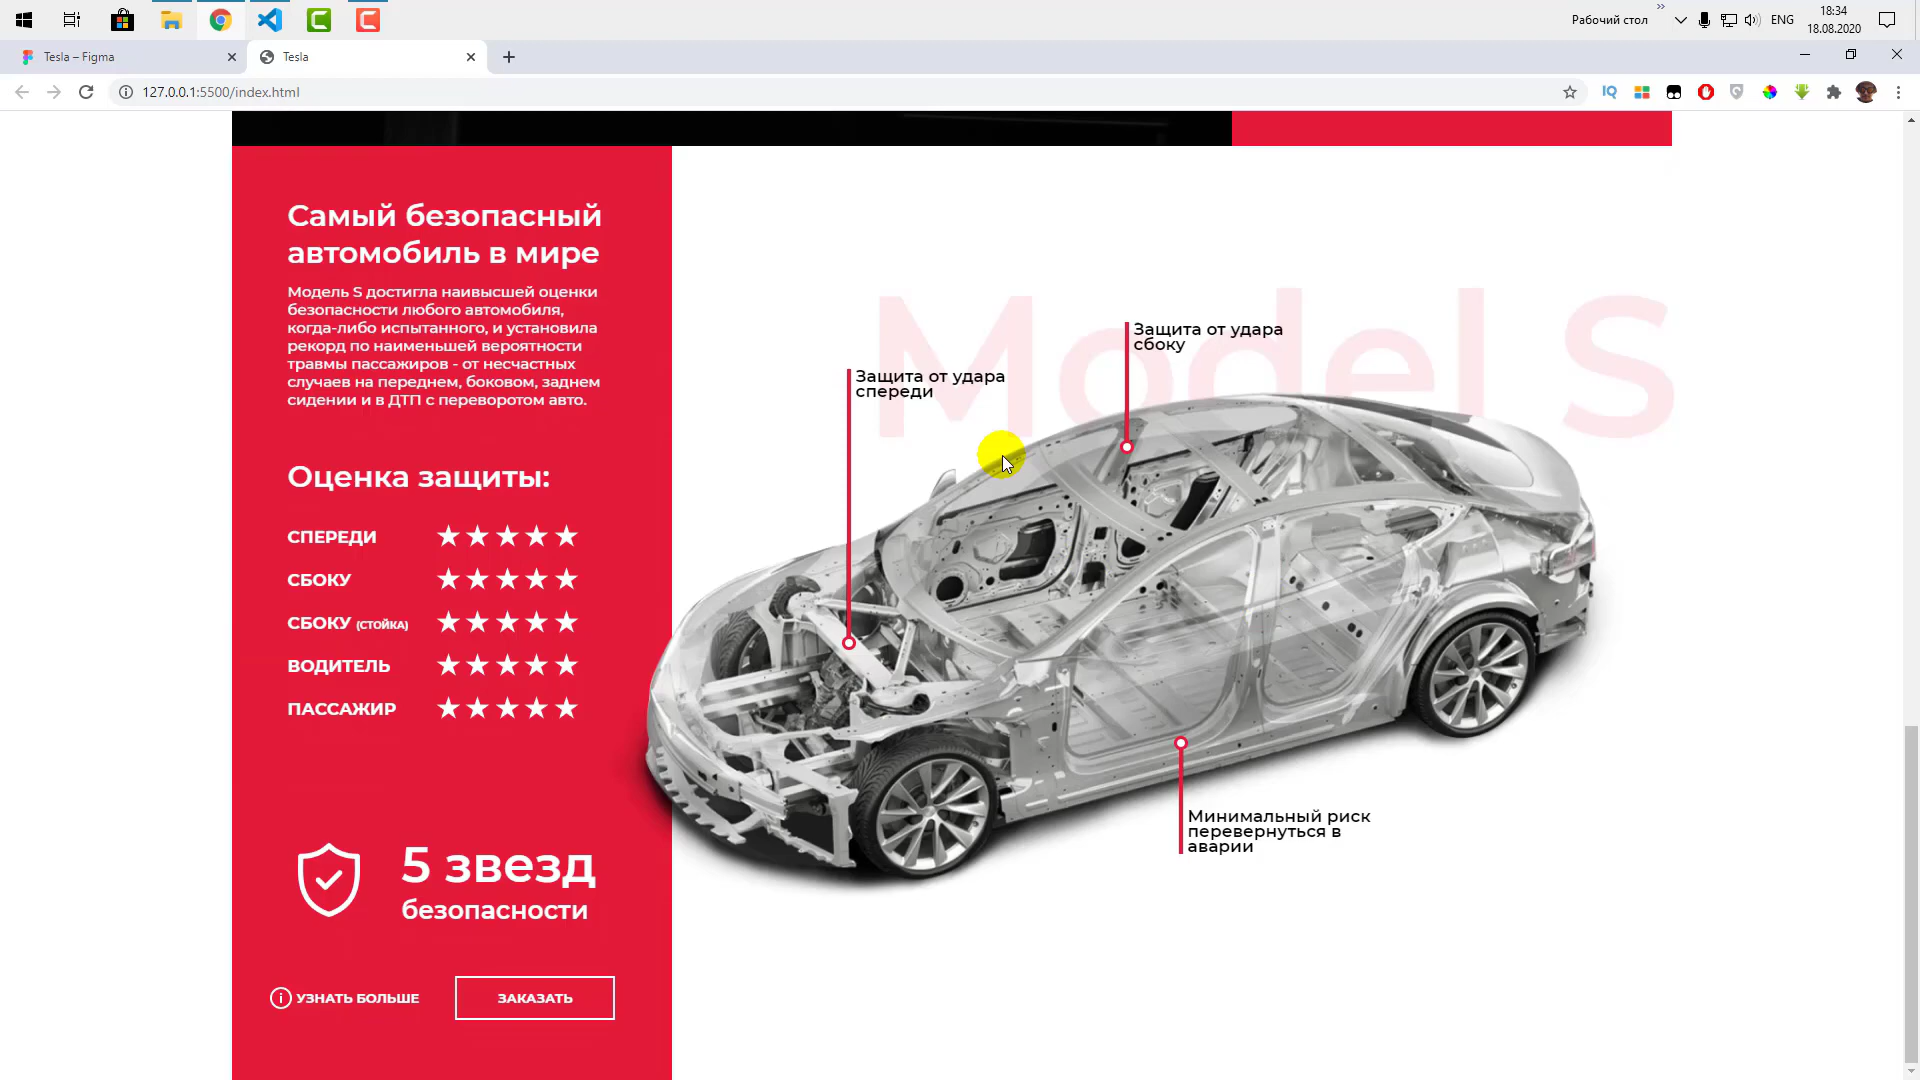 Рабочий стол
ENG
18:34
18.08.2020
Tesla – Figma
Tesla
127.0.0.1:5500/index.html
IQ
Самый безопасный
автомобиль в мире
Модель S достигла наивысшей оценки
безопасности любого автомобиля,
когда-либо испытанного, и установила
рекорд по наименьшей вероятности
травмы пассажиров - от несчастных
случаев на переднем, боковом, заднем
сидении и в ДТП с переворотом авто.
Оценка защиты:
СПЕРЕДИ
СБОКУ
СБОКУ (СТОЙКА)
ВОДИТЕЛЬ
ПАССАЖИР
5 звезд
безопасности
УЗНАТЬ БОЛЬШЕ
ЗАКАЗАТЬ
Model S
Защита от удара
сбоку
Защита от удара
спереди
Минимальный риск
перевернуться в
аварии